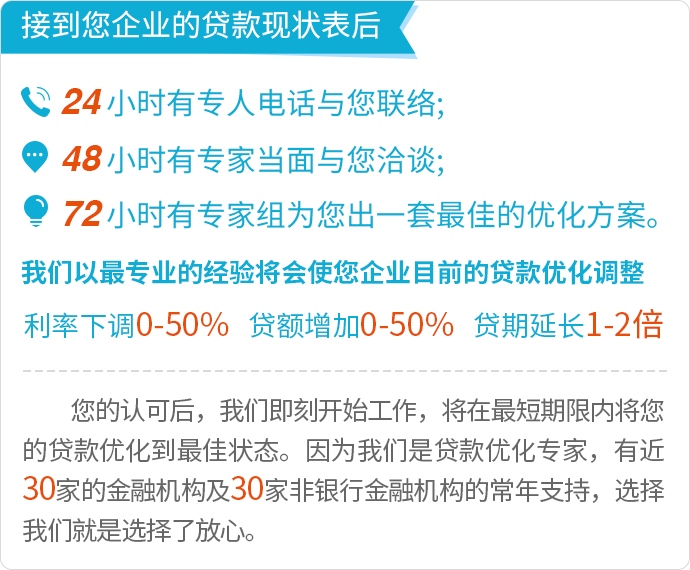 接到您企业的贷款现状表后
24 小时有专人电话与您联络;
48 小时有专家当面与您洽谈;
72 小时有专家组为您出一套最佳的优化方案。
我们以最专业的经验将会使您企业目前的贷款优化调整
利率下调0-50% 贷额增加0-50% 贷期延长1-2倍
您的认可后，我们即刻开始工作，将在最短期限内将您
的贷款优化到最佳状态。因为我们是贷款优化专家，有近
30家的金融机构及30家非银行金融机构的常年支持，选择
我们就是选择了放心。